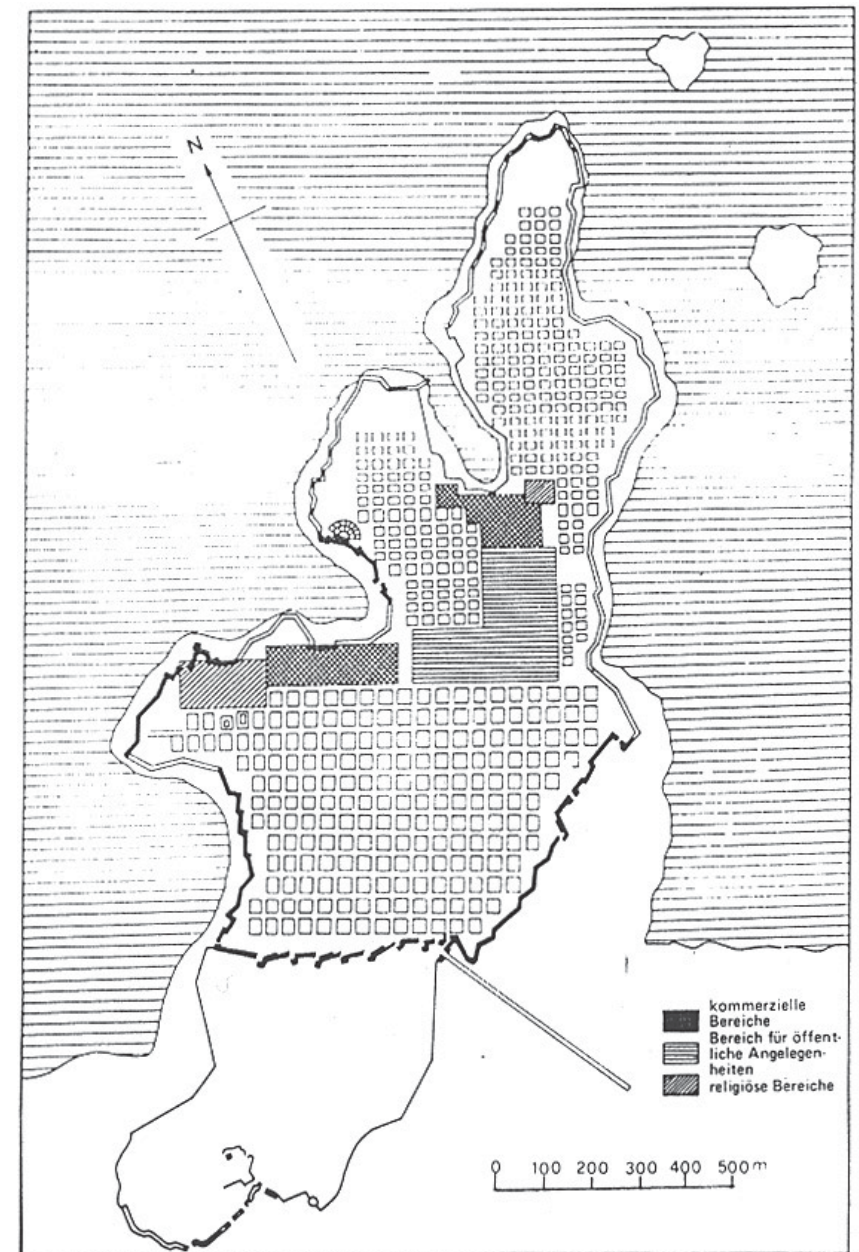 N
kommerzielle
Bereiche
Bereich für öffent-
liche Angelegen-
heiten
religiöse Bereiche
0 100 200 300 400 500 m